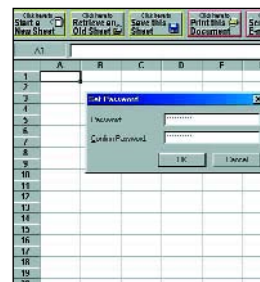 Click here to Start a New Sheet
Click here to Retrieve an Old Sheet
Click here to Save this Sheet
Click here to Print this Document
A1
A B C D E
1
2
3
4
5
6
7
8
9
10
11
12
13
14
15
16
17
18
19
Set Password
Password
Confirm Password
OK Cancel